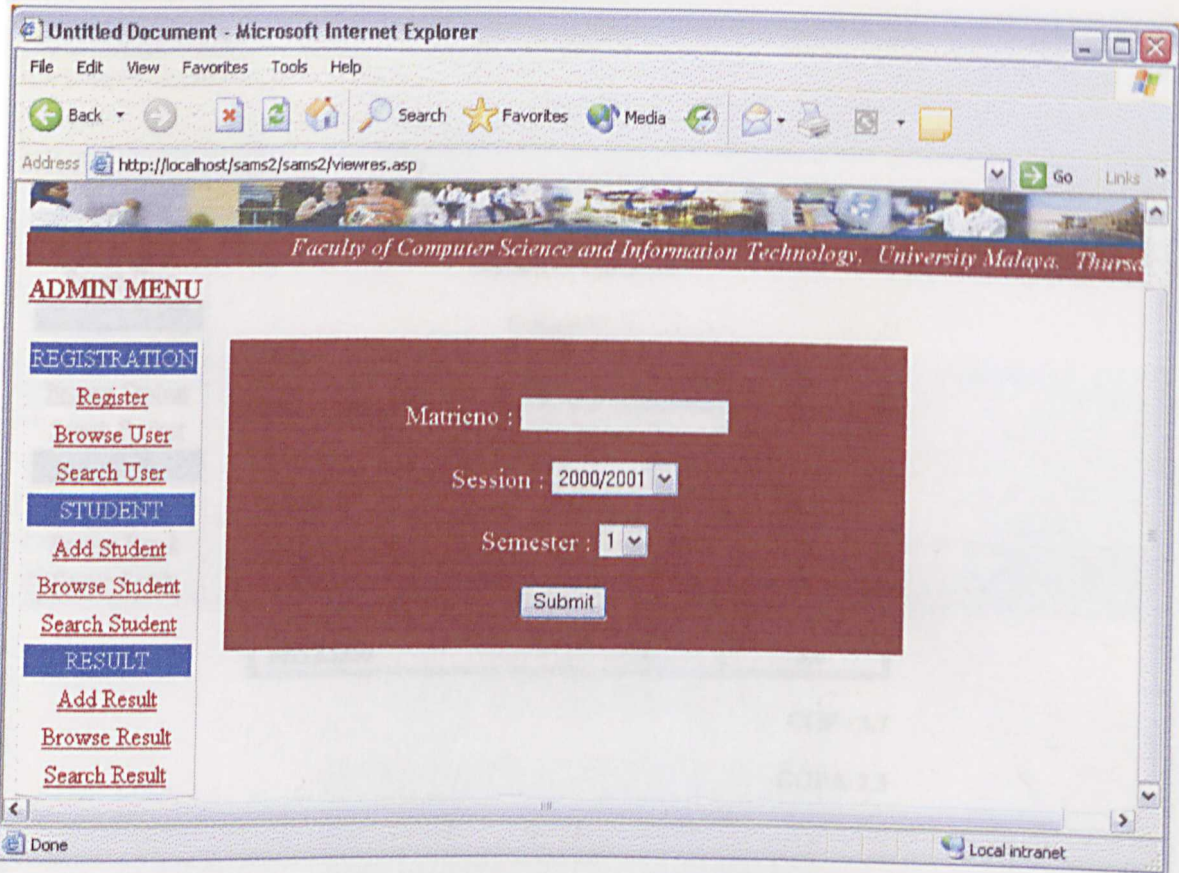 Untitled Document - Microsoft Internet Explorer
File Edit View Favorites Tools Help
Back Search Favorites Media
Address http://localhost/sams2/sams2/viewres.asp Go Links »
Faculty of Computer Science and Information Technology, University Malaya. Thursd
ADMIN MENU
REGISTRATION
Register
Browse User
Search User
STUDENT
Add Student
Browse Student
Search Student
RESULT
Add Result
Browse Result
Search Result
Matricno :
Session : 2000/2001
Semester : 1
Submit
Done Local intranet